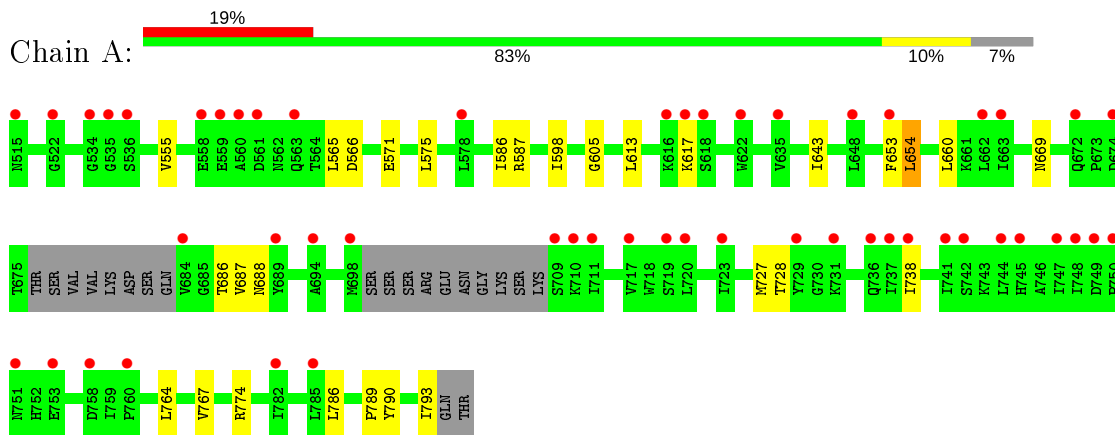 19%
Chain A:
83% 10% 7%
N515 G522 G534 G535 S536 V555 E558 E559 A560 D561 N562 Q563 T564 L565 D566 E571 L575 L578 I586 R587 I598 G605 L613 K616 K617 S618 W622 V635 I643 L648 F653 L654 L660 K661 L662 I663 N669 Q672 P673
T675 THR SER VAL VAL LYS ASP SER GLN V684 G685 T686 V687 N688 Y689 A694 M698 SER SER SER ARG GLU ASN GLY LYS SER LYS S709 K710 I711 V717 W718 S719 L720 I723 M727 T728 Y729 G730 K731 Q736 I737 I738 I741 S742 K743 L744 H745 A746 I747 I748 D749
N751 H752 E753 D758 I759 P760 L764 V767 R774 I782 L785 L786 P789 Y790 I793 GLN THR